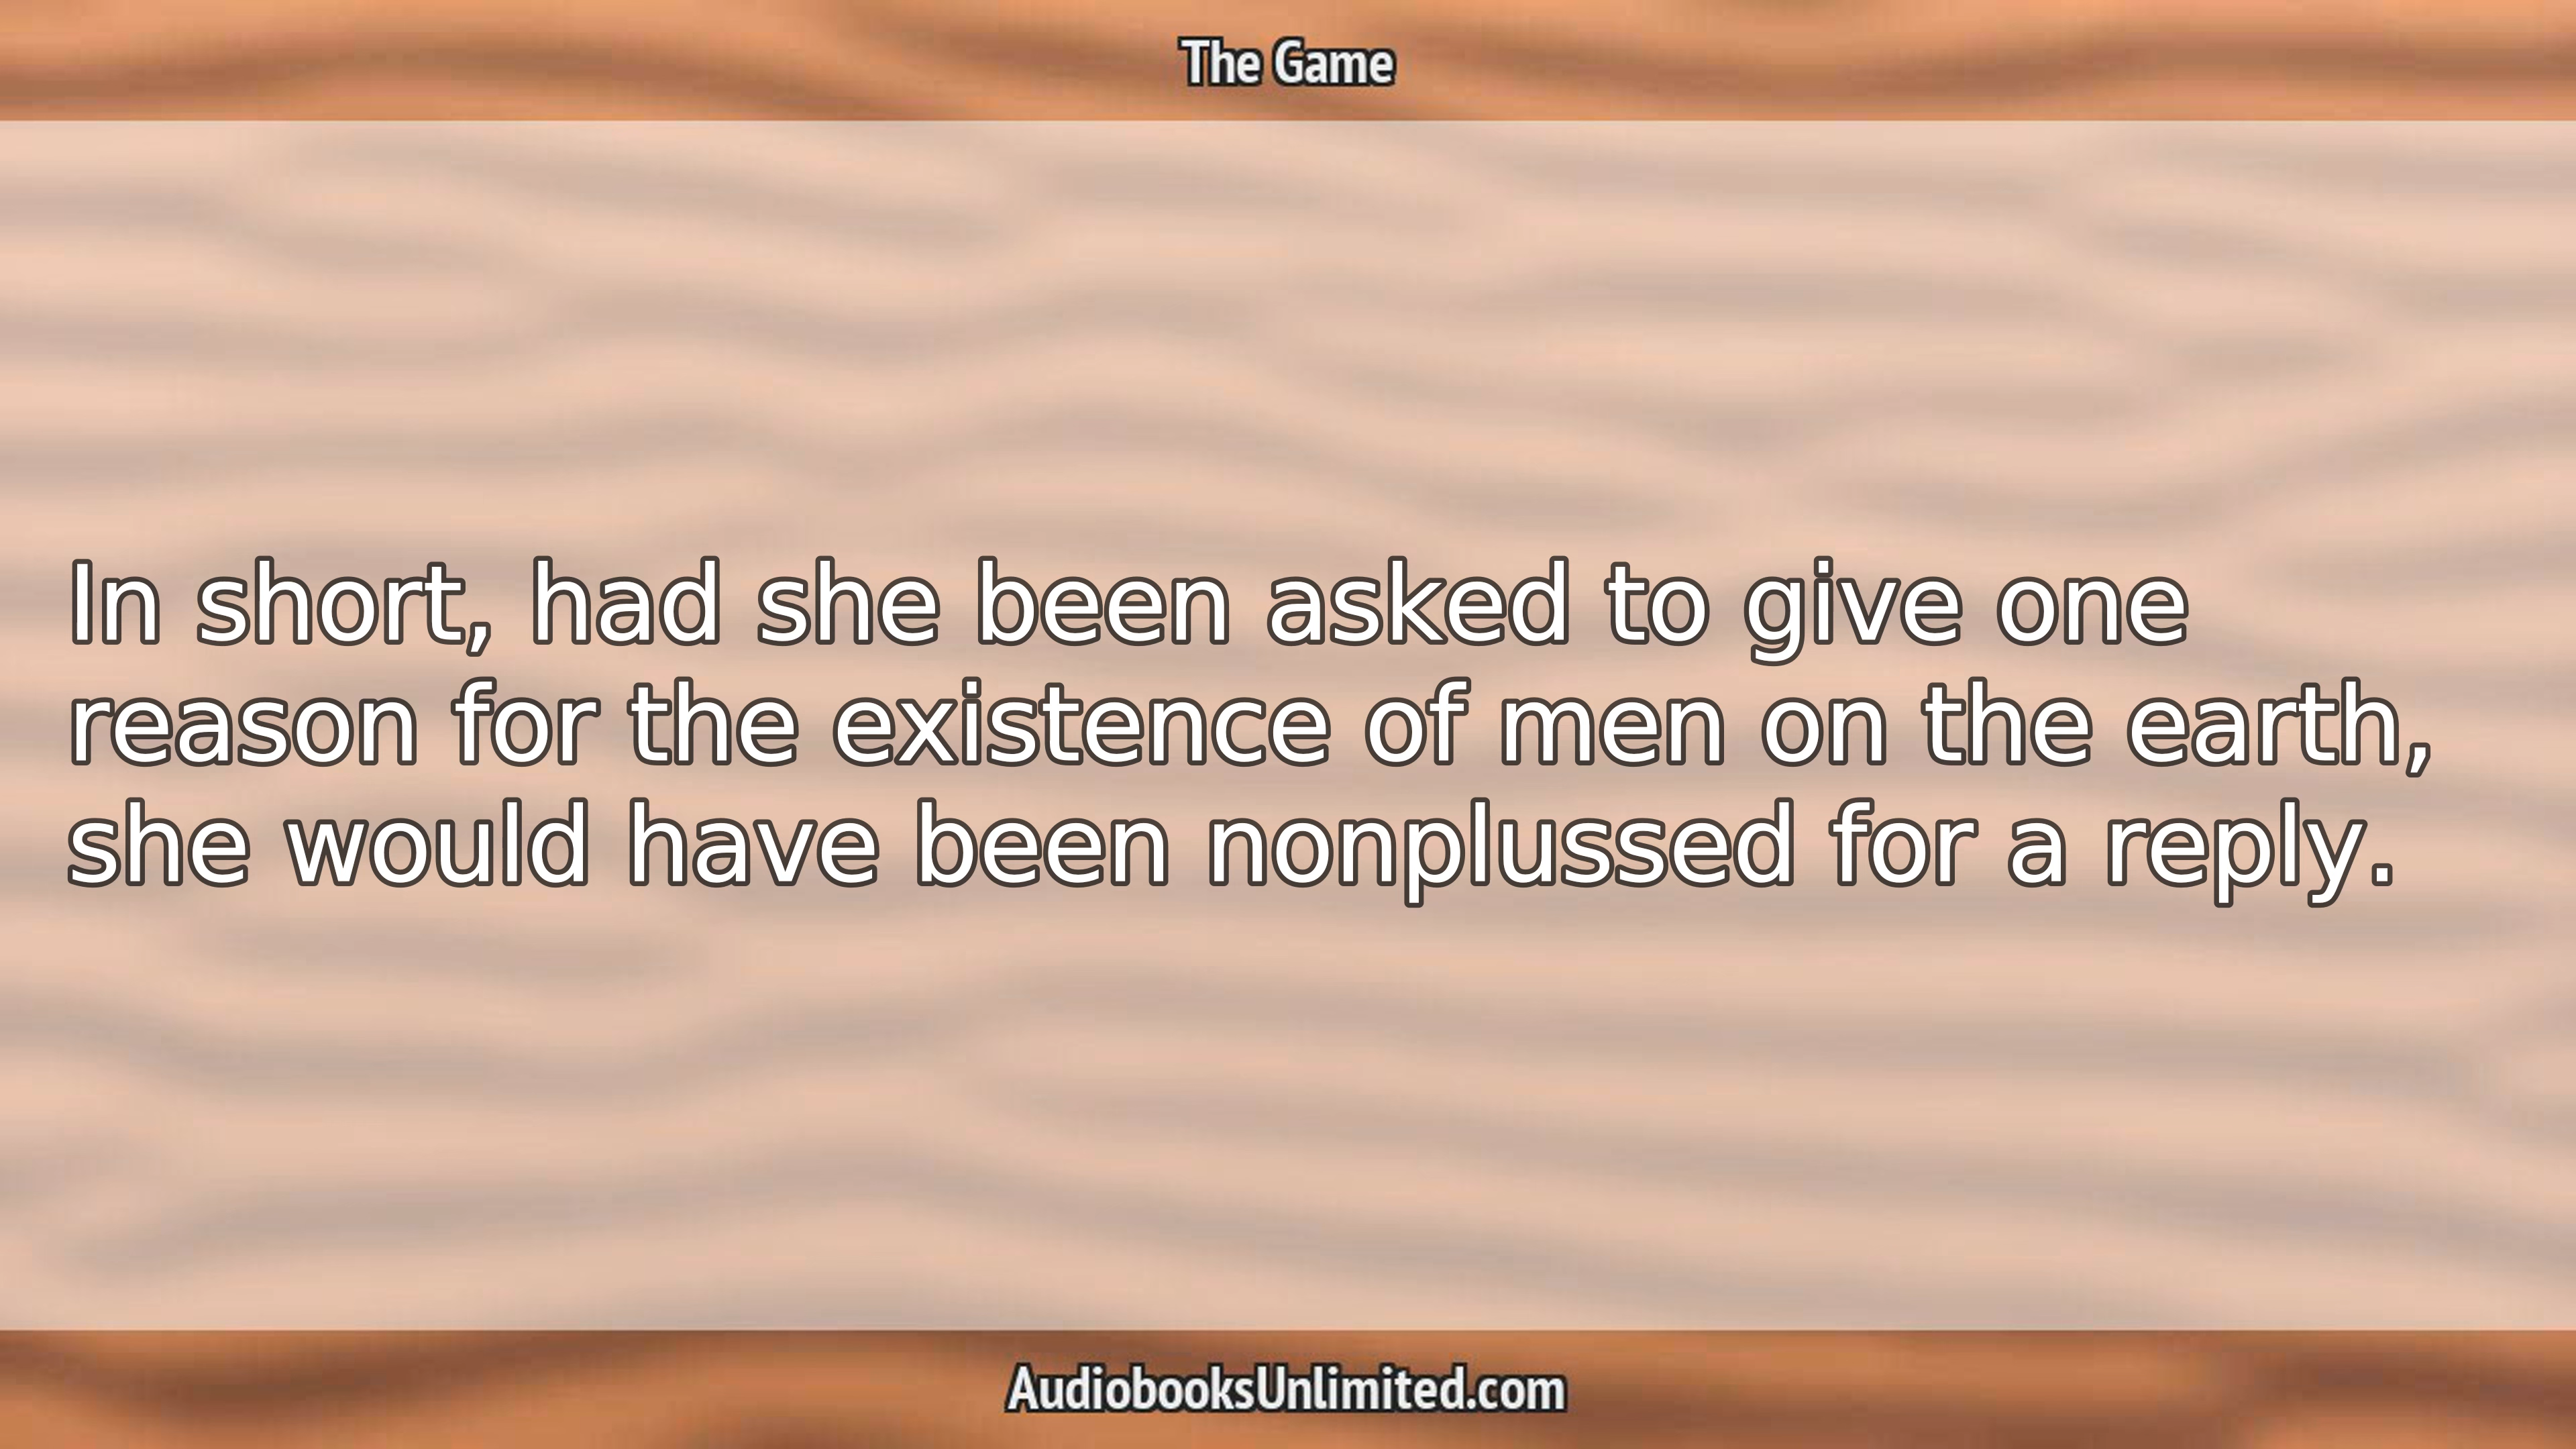 The Game
In short, had she been asked to give one
reason for the existence of men on the earth,
she would have been nonplussed for a reply.
AudiobooksUnlimited.com